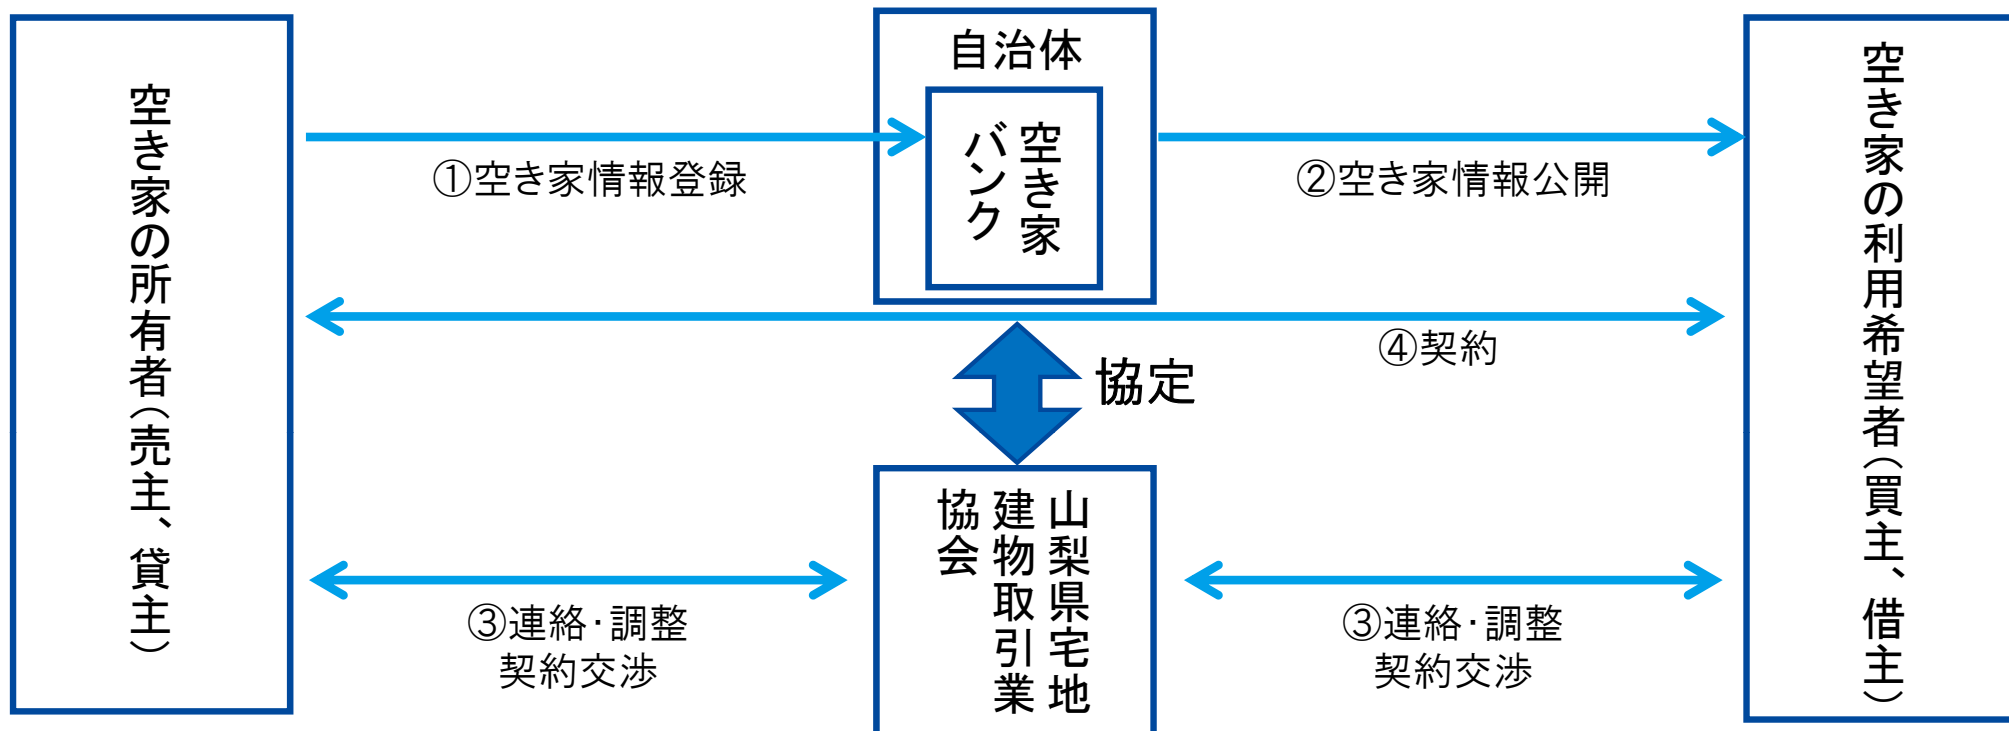 空き家の所有者（売主、貸主）
①空き家情報登録
自治体
空き家
バンク
②空き家情報公開
④契約
協定
③連絡・調整
契約交渉
山梨県宅地
建物取引業
協会
③連絡・調整
契約交渉
空き家の利用希望者（買主、借主）